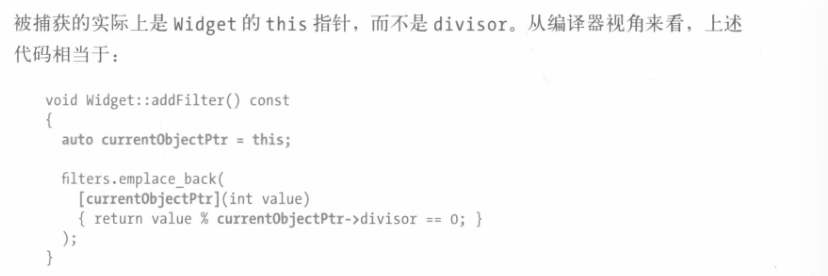 被捕获的实际上是 Widget 的 this 指针，而不是 divisor。从编译器视角来看，上述
代码相当于：
void Widget::addFilter() const
{
  auto currentObjectPtr = this;
  filters.emplace_back(
    [currentObjectPtr](int value)
    { return value % currentObjectPtr->divisor == 0; }
  );
}